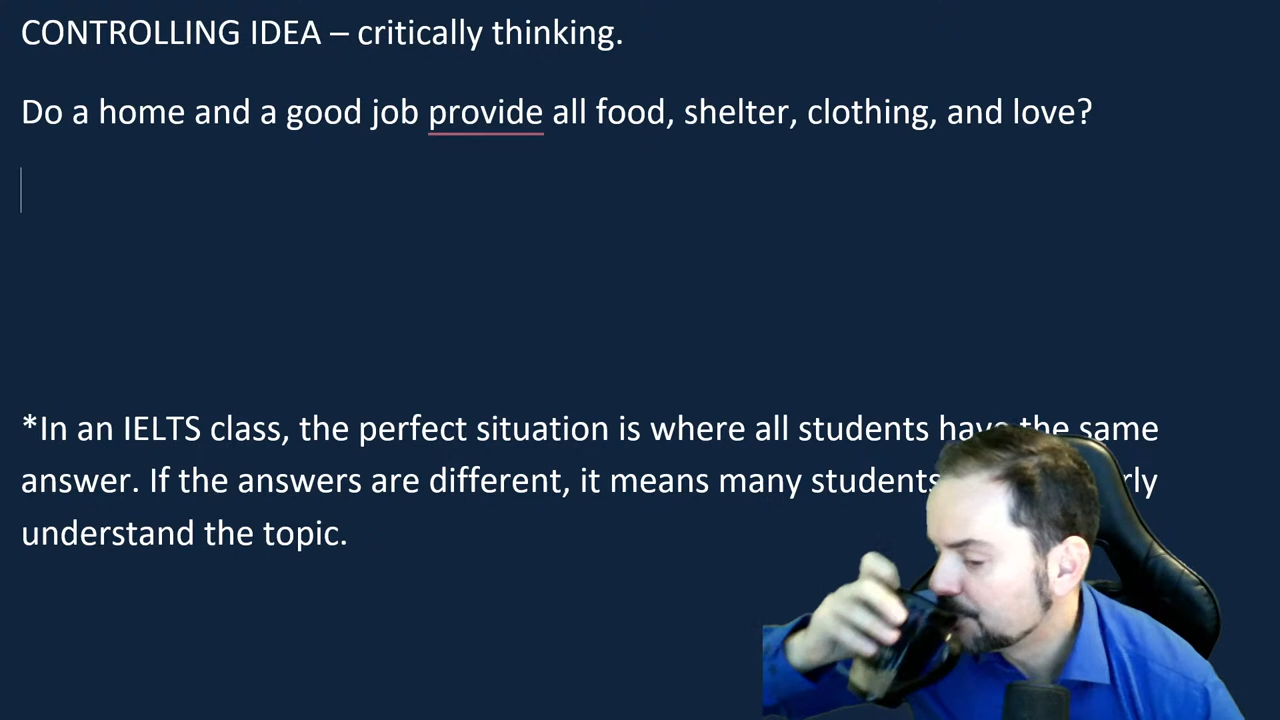 CONTROLLING IDEA – critically thinking.
Do a home and a good job provide all food, shelter, clothing, and love?
*In an IELTS class, the perfect situation is where all students have the same
answer. If the answers are different, it means many students
understand the topic.